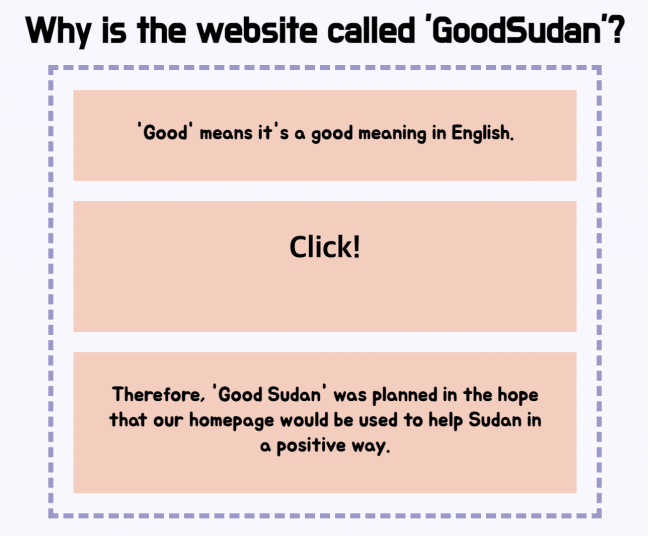 Why is the website called 'GoodSudan'?
'Good' means it's a good meaning in English.
Click!
Therefore, 'Good Sudan' was planned in the hope
that our homepage would be used to help Sudan in
a positive way.